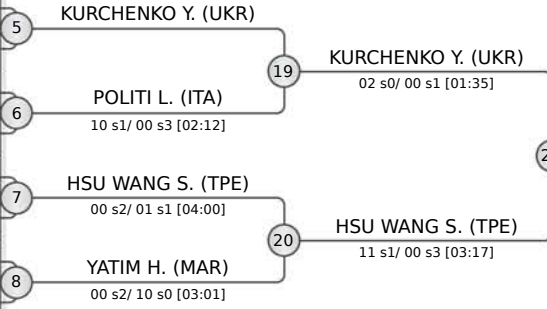 KURCHENKO Y. (UKR)
5
19
KURCHENKO Y. (UKR)
02 s0/ 00 s1 [01:35]
6
POLITI L. (ITA)
10 s1/ 00 s3 [02:12]
2
7
HSU WANG S. (TPE)
00 s2/ 01 s1 [04:00]
20
HSU WANG S. (TPE)
11 s1/ 00 s3 [03:17]
8
YATIM H. (MAR)
00 s2/ 10 s0 [03:01]